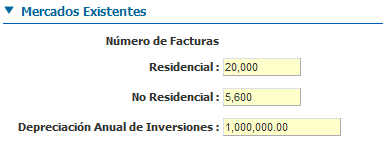 Mercados Existentes
Número de Facturas
Residencial : 20,000
No Residencial : 5,600
Depreciación Anual de Inversiones : 1,000,000.00